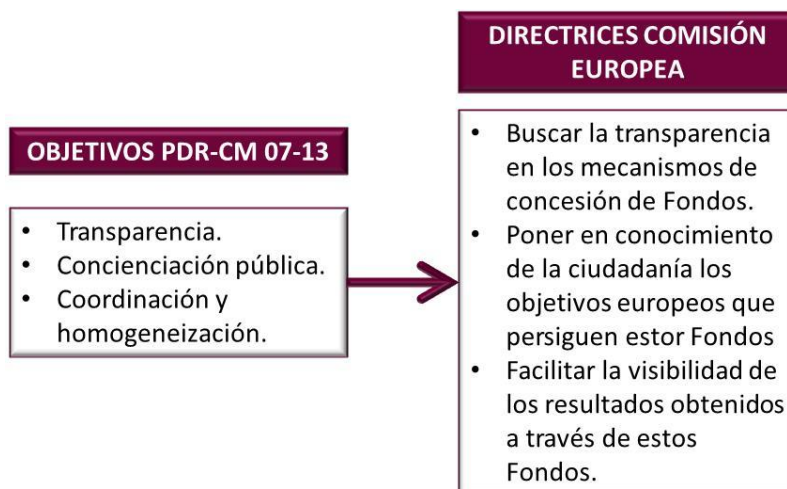 OBJETIVOS PDR-CM 07-13
• Transparencia.
• Concienciación pública.
• Coordinación y
homogeneización.
DIRECTRICES COMISIÓN
EUROPEA
• Buscar la transparencia
en los mecanismos de
concesión de Fondos.
• Poner en conocimiento
de la ciudadanía los
objetivos europeos que
persiguen estor Fondos
• Facilitar la visibilidad de
los resultados obtenidos
a través de estos
Fondos.